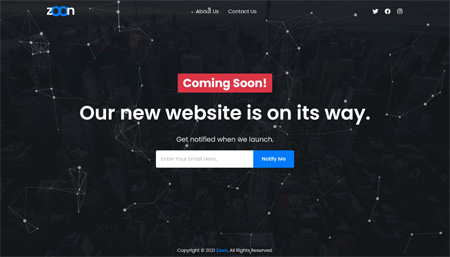 zoon
About Us Contact Us
Coming Soon!
Our new website is on its way.
Get notified when we launch.
Enter Your Email Here.. Notify Me
Copyright © 2021 Zoon. All Rights Reserved.